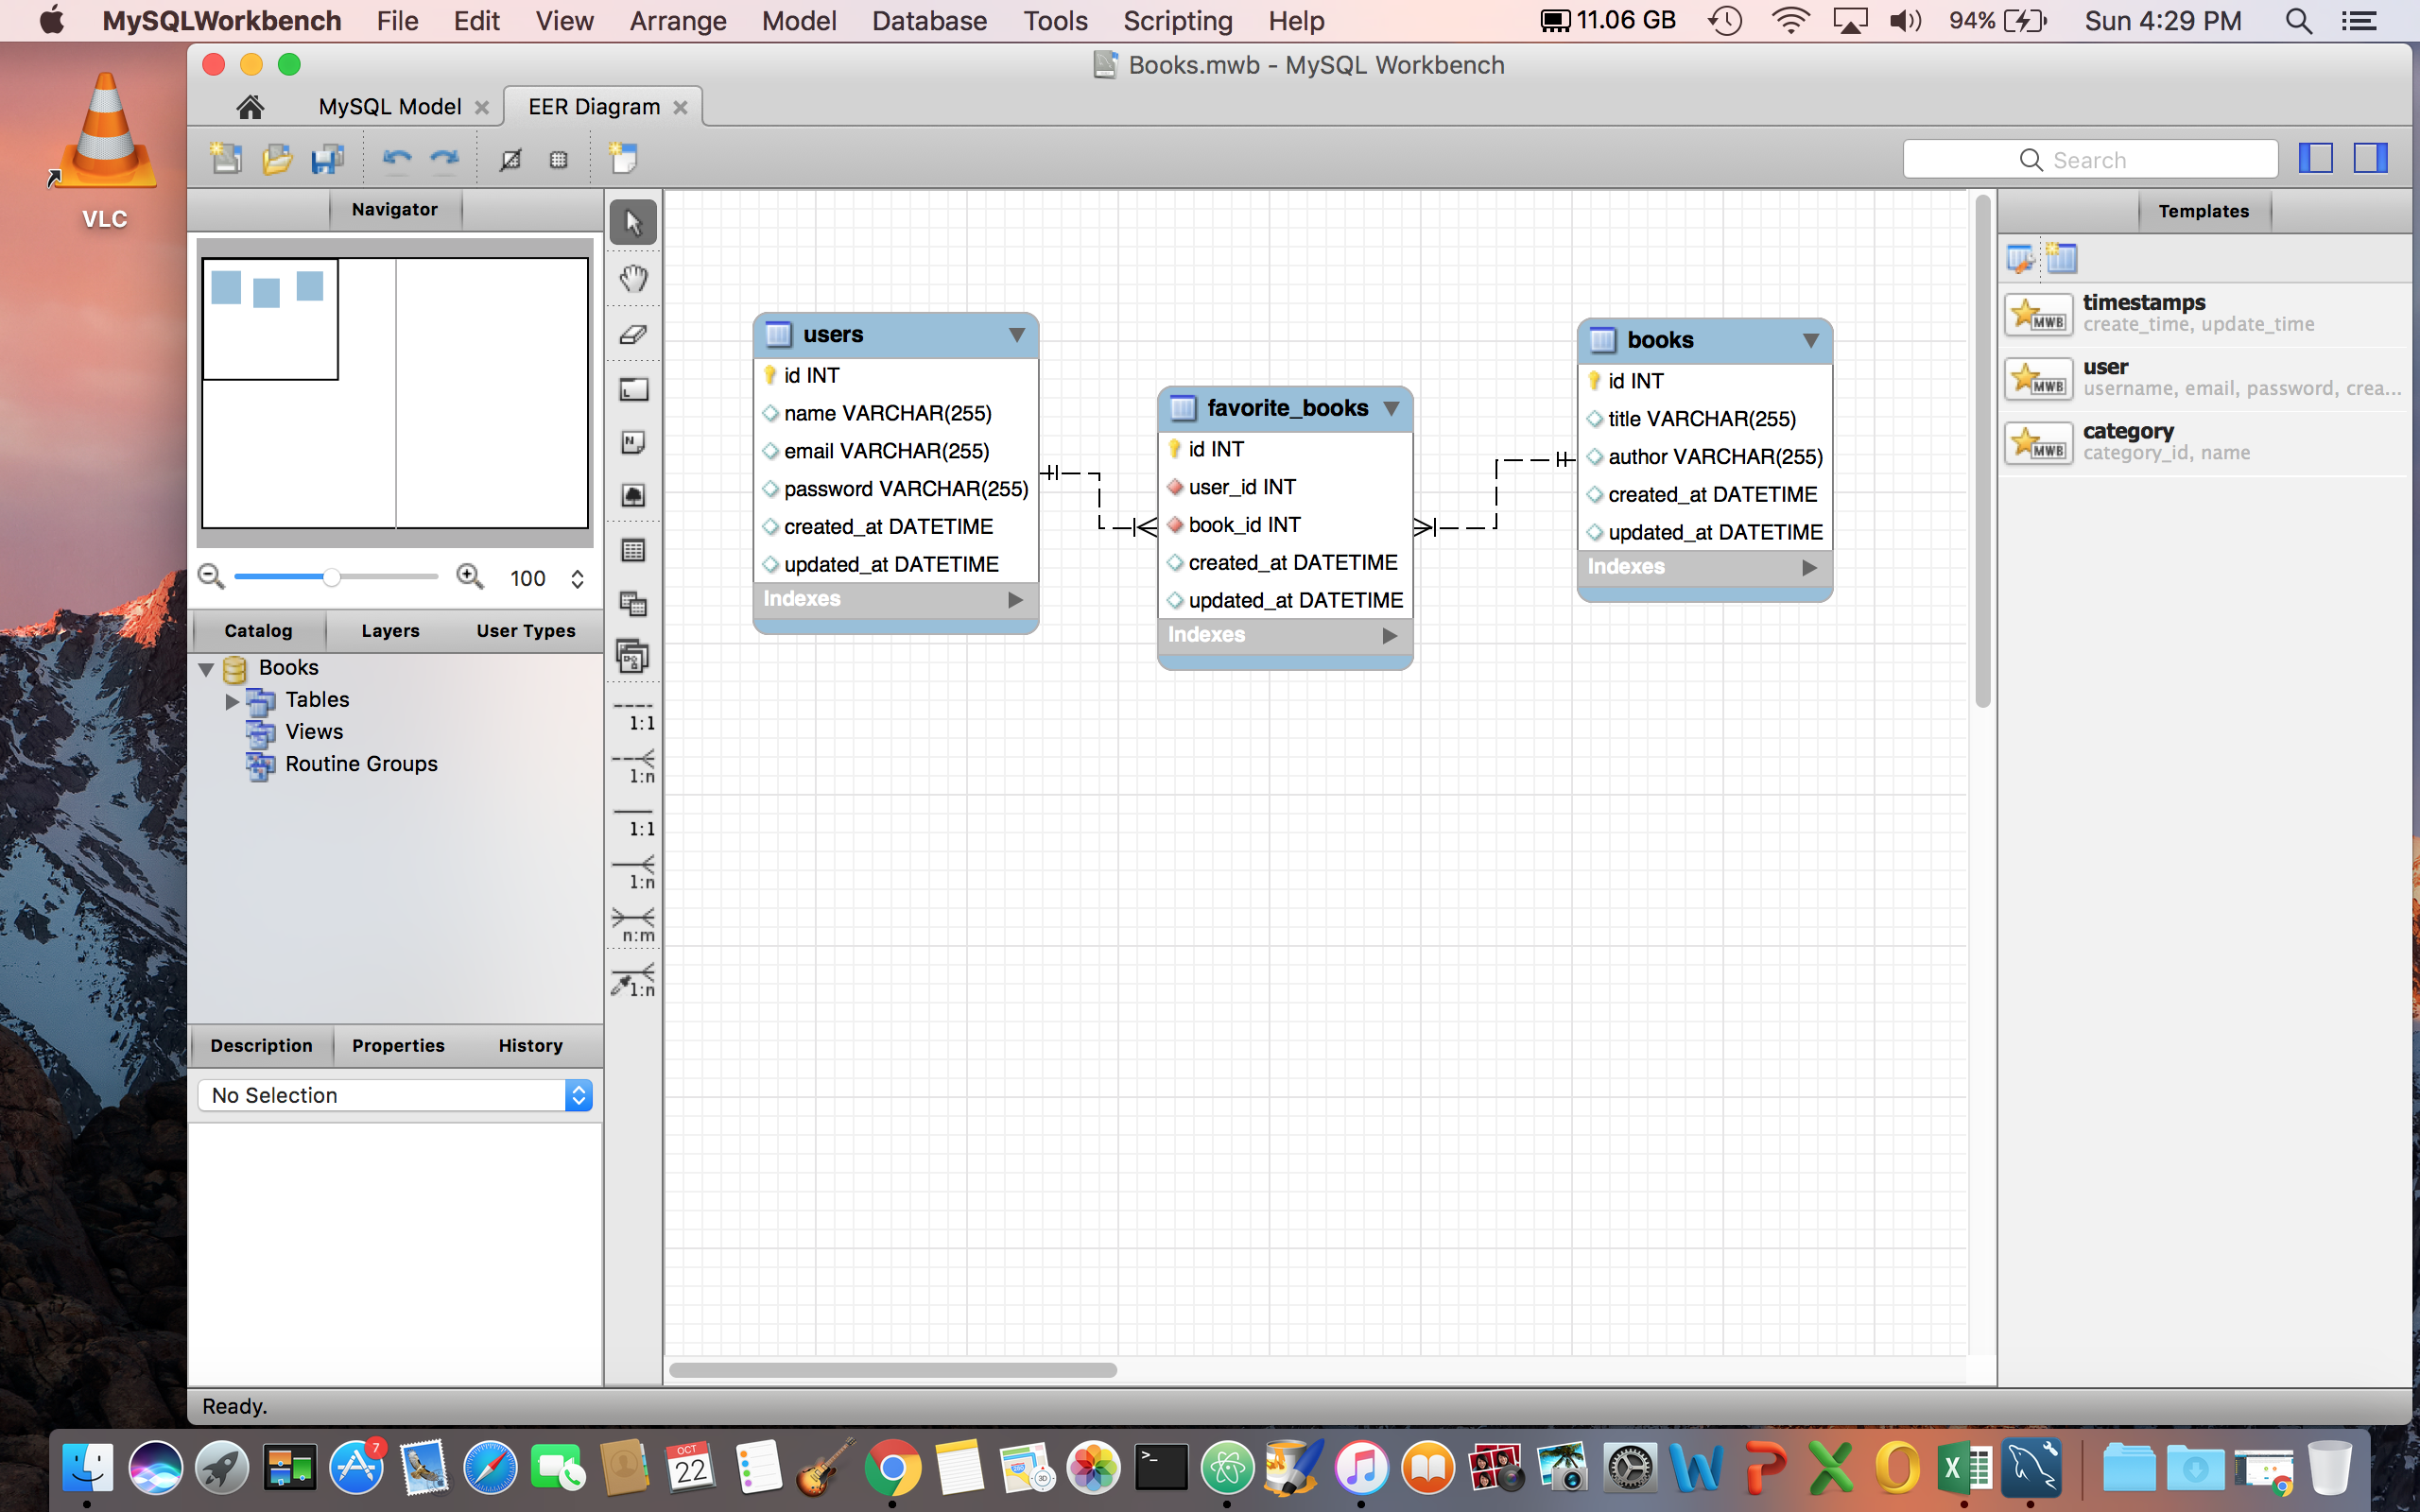 MySQLWorkbench File Edit View Arrange Model Database Tools Scripting Help 11.06 GB 94% Sun 4:29 PM
Books.mwb - MySQL Workbench
MySQL Model EER Diagram
Search
VLC
Navigator
100
Catalog Layers User Types
Books
Tables
Views
Routine Groups
Description Properties History
No Selection
Ready.
L
N
1:1
1:n
1:1
1:n
n:m
1:n
users
id INT
name VARCHAR(255)
email VARCHAR(255)
password VARCHAR(255)
created_at DATETIME
updated_at DATETIME
Indexes
favorite_books
id INT
user_id INT
book_id INT
created_at DATETIME
updated_at DATETIME
Indexes
books
id INT
title VARCHAR(255)
author VARCHAR(255)
created_at DATETIME
updated_at DATETIME
Indexes
Templates
MWB
timestamps
create_time, update_time
MWB
user
username, email, password, crea...
MWB
category
category_id, name
7
OCT
22
3D
>_
W
P
X
O
X